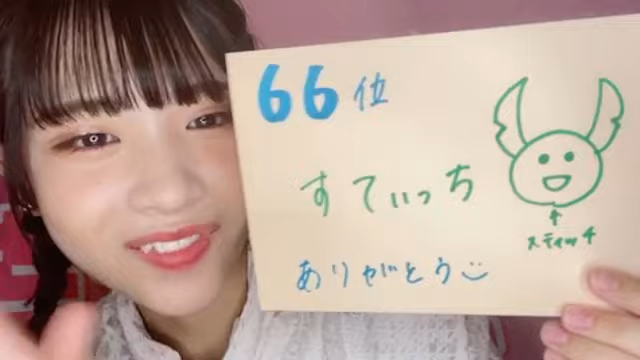 66位
すてぃっち
↑
スティッチ
ありがとう